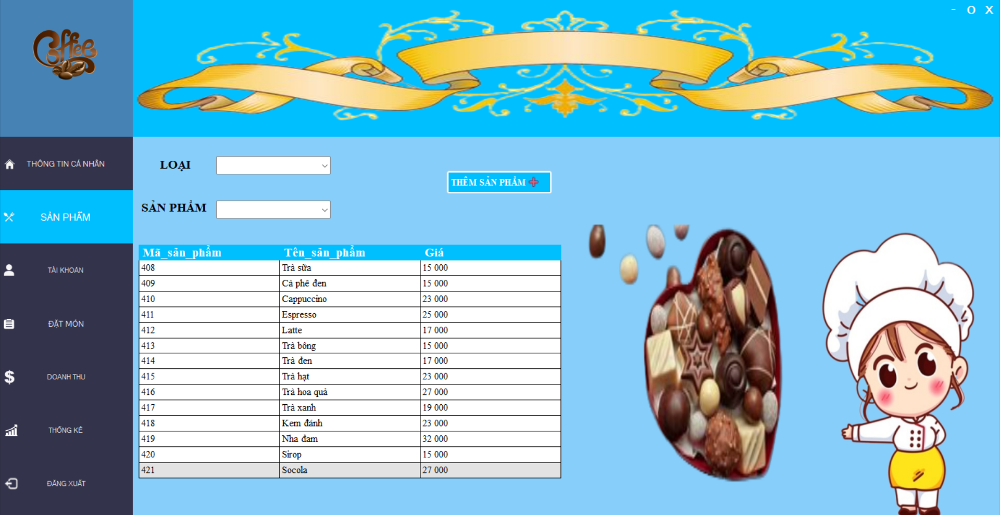 - O X
Coffee
THÔNG TIN CÁ NHÂN
SẢN PHẨM
TÀI KHOẢN
ĐẶT MÓN
DOANH THU
THỐNG KÊ
ĐĂNG XUẤT
LOẠI
THÊM SẢN PHẨM
SẢN PHẨM
Mã_sản_phẩm Tên_sản_phẩm Giá
408 Trà sữa 15 000
409 Cà phê đen 15 000
410 Cappuccino 23 000
411 Espresso 25 000
412 Latte 17 000
413 Trà bông 15 000
414 Trà đen 17 000
415 Trà hạt 23 000
416 Trà hoa quả 27 000
417 Trà xanh 19 000
418 Kem đánh 23 000
419 Nha đam 32 000
420 Sirop 15 000
421 Socola 27 000